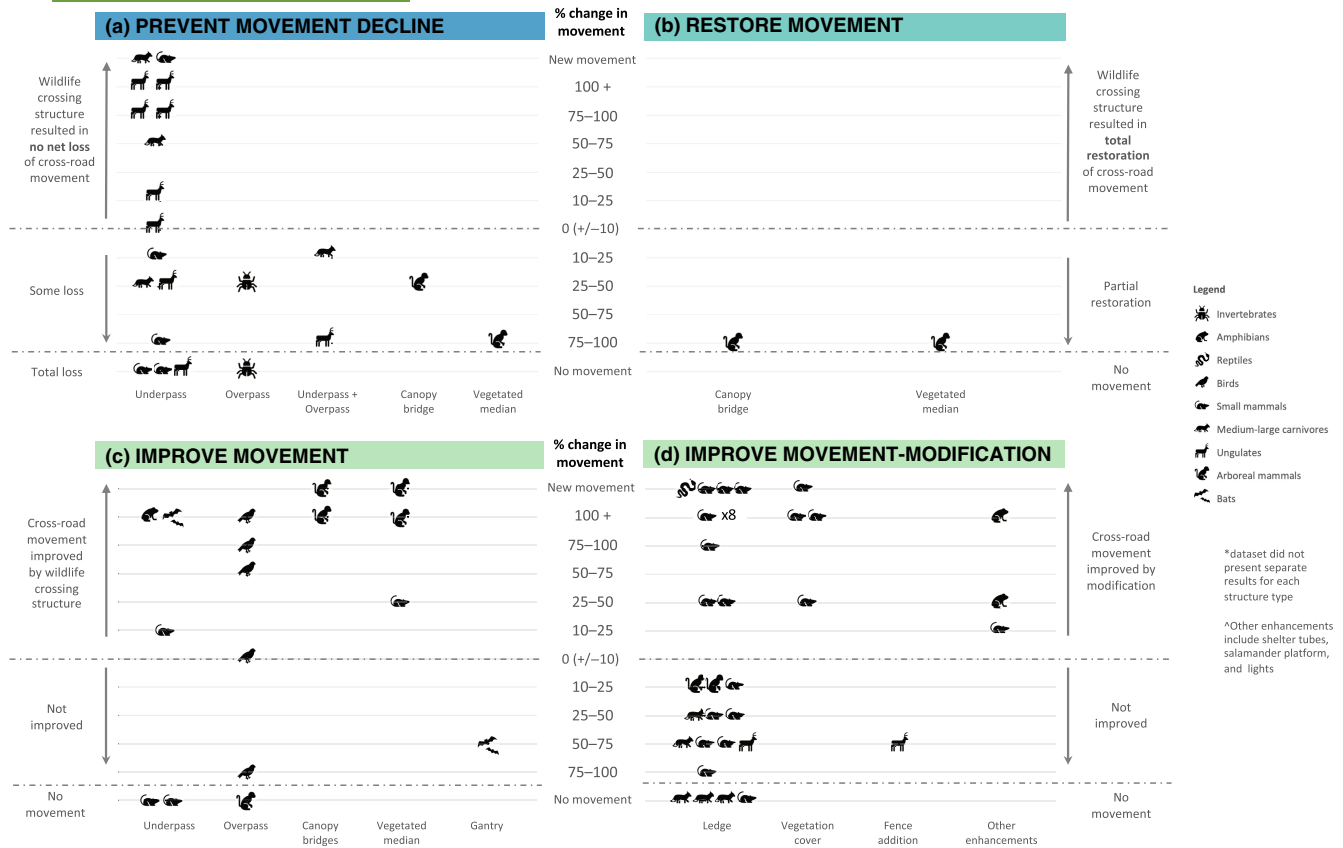 (a) PREVENT MOVEMENT DECLINE
% change in
movement
(b) RESTORE MOVEMENT
Wildlife
crossing
structure
resulted in
no net loss
of cross-road
movement
Some loss
Total loss
New movement
100 +
75–100
50–75
25–50
10–25
0 (+/–10)
10–25
25–50
50–75
75–100
No movement
Wildlife
crossing
structure
resulted in
total
restoration
of cross-road
movement
Partial
restoration
No
movement
Underpass
Overpass
Underpass +
Overpass
Canopy
bridge
Vegetated
median
Canopy
bridge
Vegetated
median
Legend
Invertebrates
Amphibians
Reptiles
Birds
Small mammals
Medium-large carnivores
Ungulates
Arboreal mammals
Bats
(c) IMPROVE MOVEMENT
% change in
movement
(d) IMPROVE MOVEMENT-MODIFICATION
Cross-road
movement
improved
by wildlife
crossing
structure
Not
improved
No
movement
New movement
100 +
75–100
50–75
25–50
10–25
0 (+/–10)
10–25
25–50
50–75
75–100
No movement
x8
Cross-road
movement
improved by
modification
Not
improved
No
movement
Underpass
Overpass
Canopy
bridges
Vegetated
median
Gantry
Ledge
Vegetation
cover
Fence
addition
Other
enhancements
*dataset did not
present separate
results for each
structure type
^Other enhancements
include shelter tubes,
salamander platform,
and lights